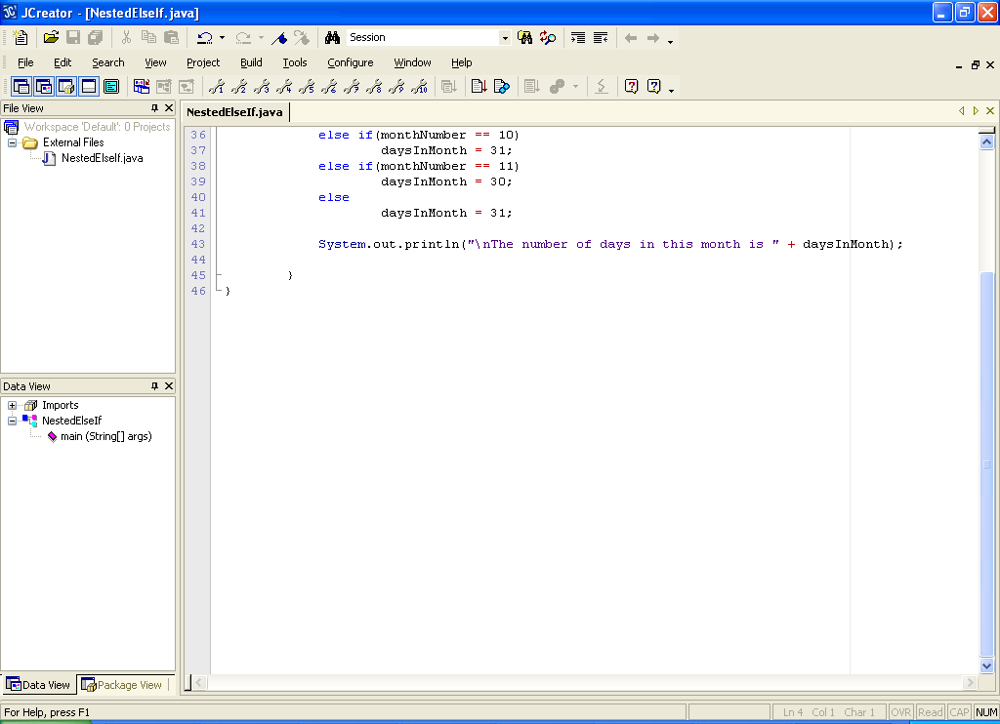 JCreator - [NestedElseIf.java]
Session
File Edit Search View Project Build Tools Configure Window Help
File View
Workspace 'Default': 0 Projects
External Files
NestedElseIf.java
Data View
Imports
NestedElseIf
main (String[] args)
Data View Package View
NestedElseIf.java
36 else if(monthNumber == 10)
37 daysInMonth = 31;
38 else if(monthNumber == 11)
39 daysInMonth = 30;
40 else
41 daysInMonth = 31;
42
43 System.out.println("\nThe number of days in this month is " + daysInMonth);
44
45 }
46 }
For Help, press F1
Ln 4 Col 1 Char 1 OVR Read CAP NUM